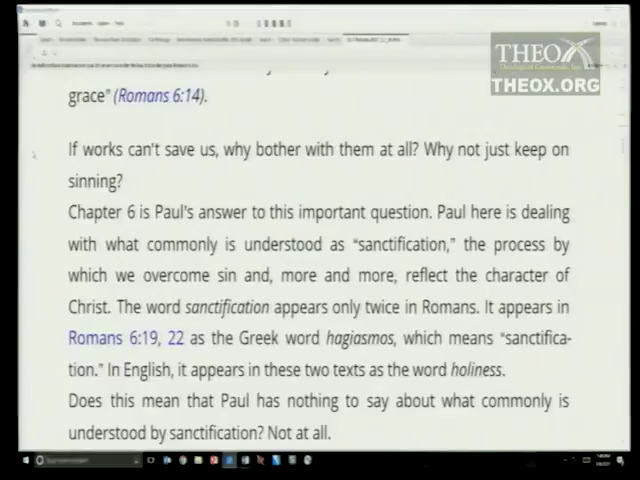 THEOX
THEOX.ORG
grace" (Romans 6:14).
If works can't save us, why bother with them at all? Why not just keep on
sinning?
Chapter 6 is Paul's answer to this important question. Paul here is dealing
with what commonly is understood as "sanctification," the process by
which we overcome sin and, more and more, reflect the character of
Christ. The word sanctification appears only twice in Romans. It appears in
Romans 6:19, 22 as the Greek word hagiasmos, which means "sanctifica-
tion." In English, it appears in these two texts as the word holiness.
Does this mean that Paul has nothing to say about what commonly is
understood by sanctification? Not at all.